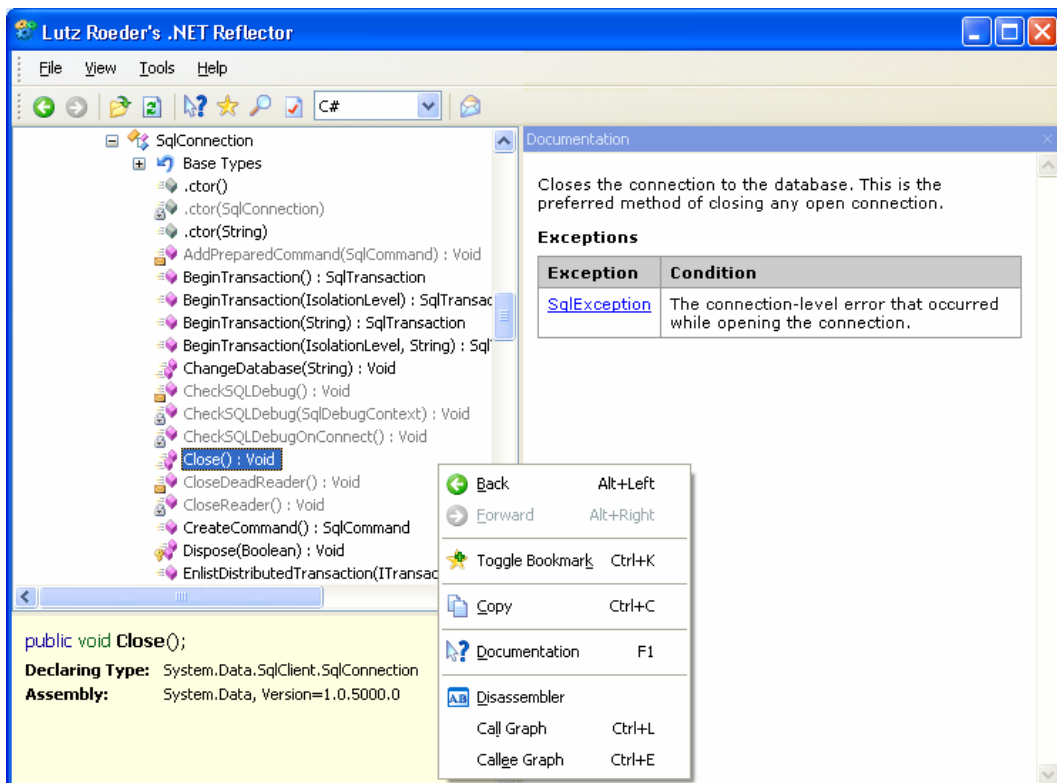 Lutz Roeder's .NET Reflector
File View Tools Help
C#
SqlConnection
Base Types
.ctor()
.ctor(SqlConnection)
.ctor(String)
AddPreparedCommand(SqlCommand) : Void
BeginTransaction() : SqlTransaction
BeginTransaction(IsolationLevel) : SqlTransac
BeginTransaction(String) : SqlTransaction
BeginTransaction(IsolationLevel, String) : Sql
ChangeDatabase(String) : Void
CheckSQLDebug() : Void
CheckSQLDebug(SqlDebugContext) : Void
CheckSQLDebugOnConnect() : Void
Close() : Void
CloseDeadReader() : Void
CloseReader() : Void
CreateCommand() : SqlCommand
Dispose(Boolean) : Void
EnlistDistributedTransaction(ITransac
public void Close();
Declaring Type: System.Data.SqlClient.SqlConnection
Assembly: System.Data, Version=1.0.5000.0
Back Alt+Left
Forward Alt+Right
Toggle Bookmark Ctrl+K
Copy Ctrl+C
Documentation F1
AB Disassembler
Call Graph Ctrl+L
Callee Graph Ctrl+E
Documentation
Closes the connection to the database. This is the
preferred method of closing any open connection.
Exceptions
Exception Condition
SqlException The connection-level error that occurred
while opening the connection.